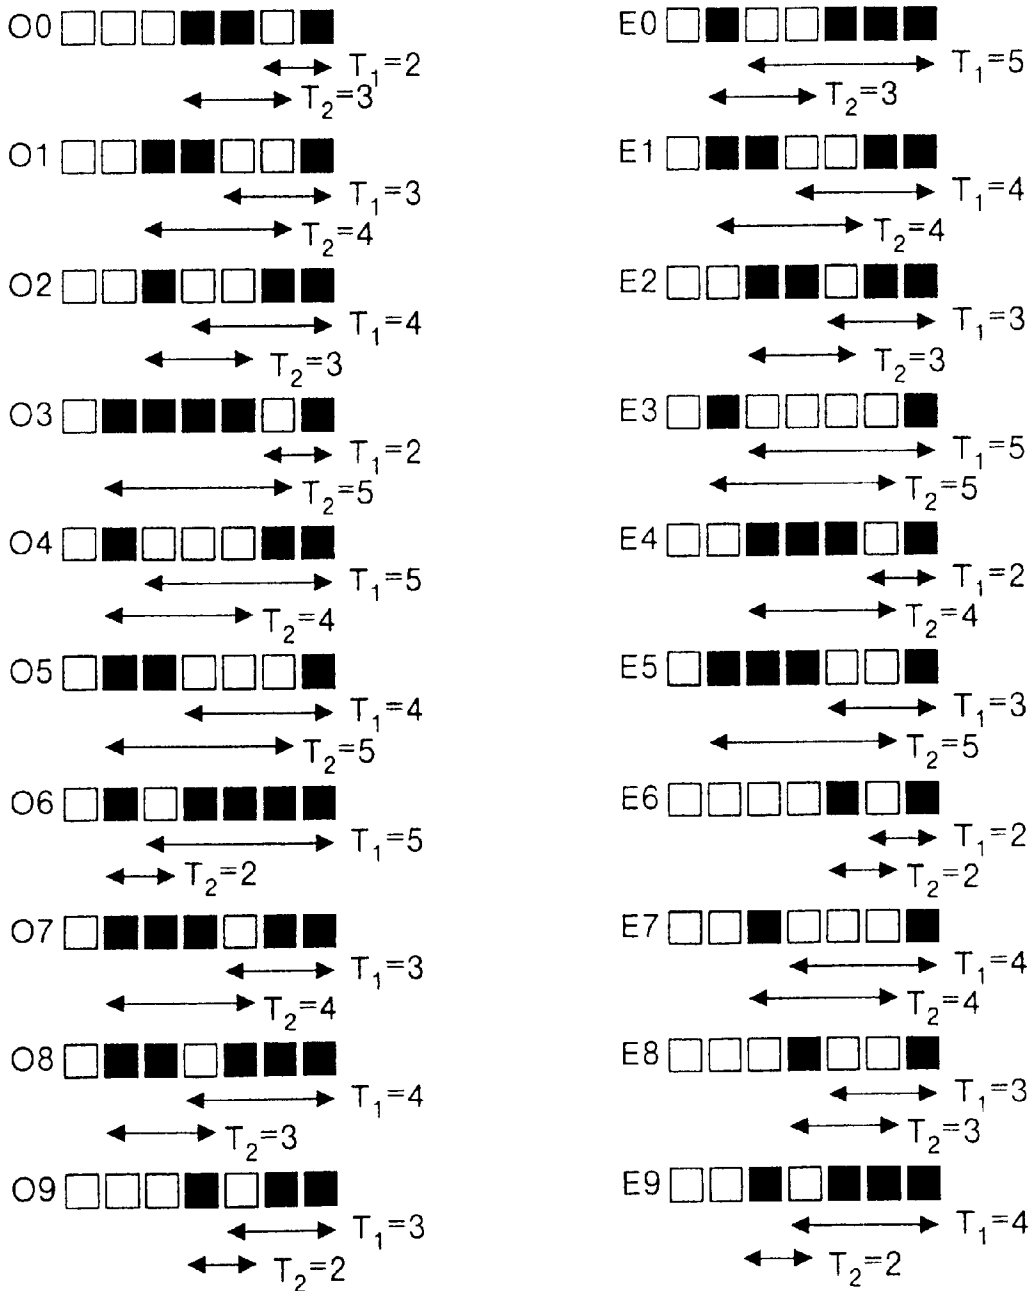 O0
T1=2
T2=3
O1
T1=3
T2=4
O2
T1=4
T2=3
O3
T1=2
T2=5
O4
T1=5
T2=4
O5
T1=4
T2=5
O6
T1=5
T2=2
O7
T1=3
T2=4
O8
T1=4
T2=3
O9
T1=3
T2=2
E0
T1=5
T2=3
E1
T1=4
T2=4
E2
T1=3
T2=3
E3
T1=5
T2=5
E4
T1=2
T2=4
E5
T1=3
T2=5
E6
T1=2
T2=2
E7
T1=4
T2=4
E8
T1=3
T2=3
E9
T1=4
T2=2